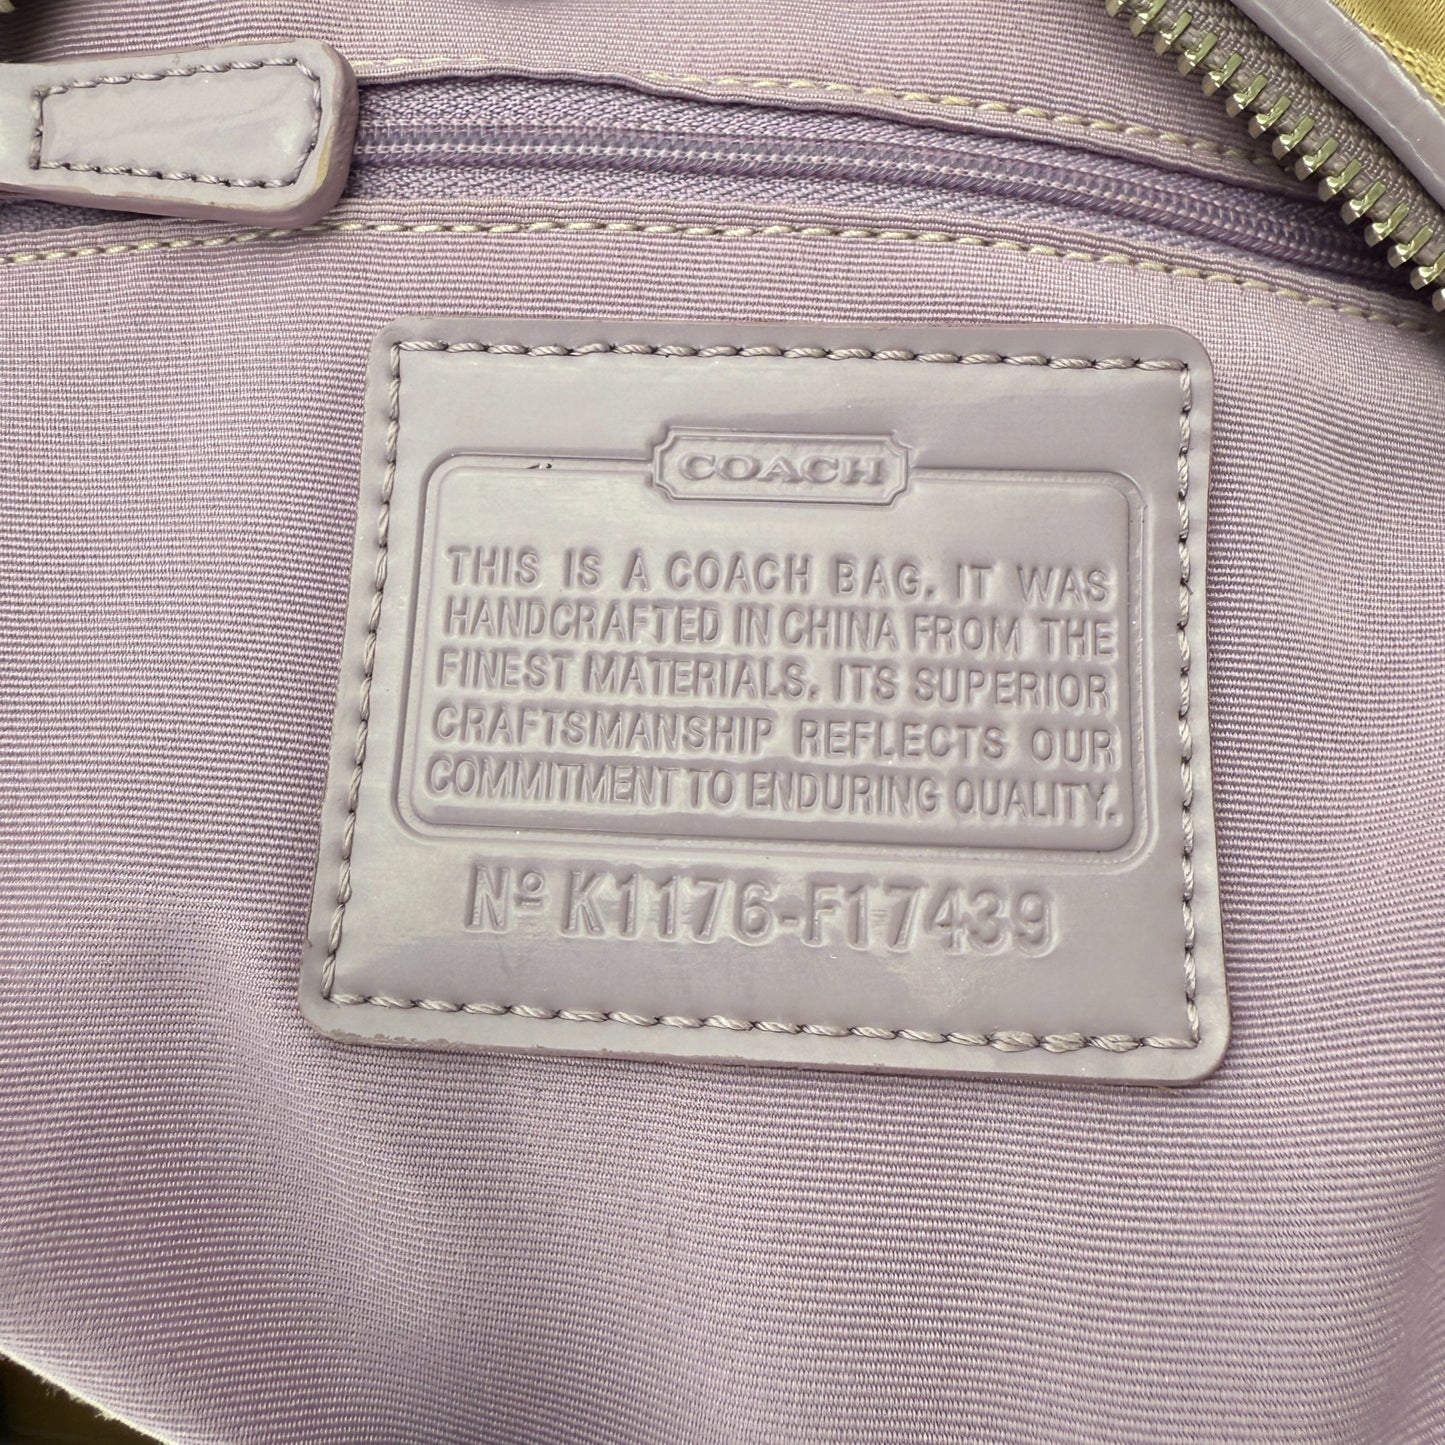 COACH
THIS IS A COACH BAG. IT WAS
HANDCRAFTED IN CHINA FROM THE
FINEST MATERIALS. ITS SUPERIOR
CRAFTSMANSHIP REFLECTS OUR
COMMITMENT TO ENDURING QUALITY.
Nº K1176-F17439